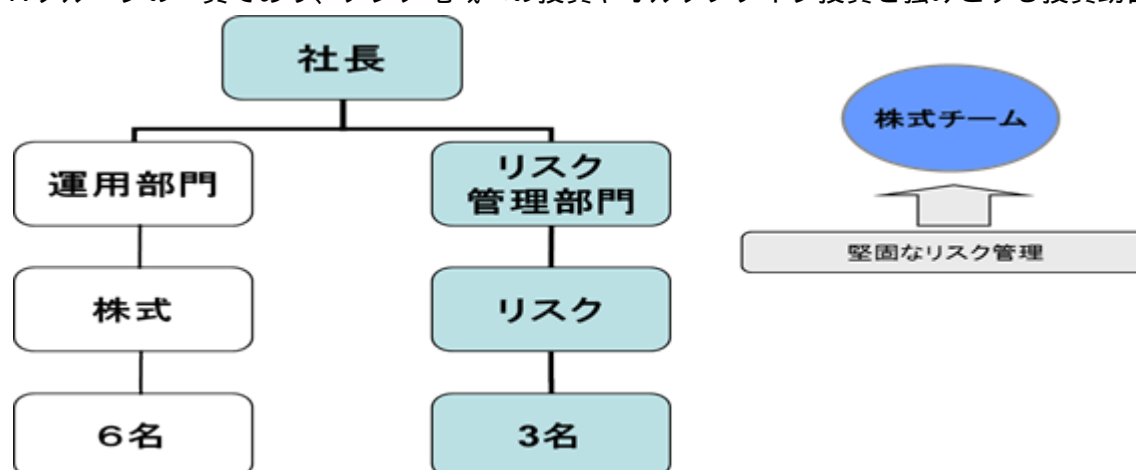 社長
運用部門
リスク
管理部門
株式
リスク
6名
3名
株式チーム
堅固なリスク管理